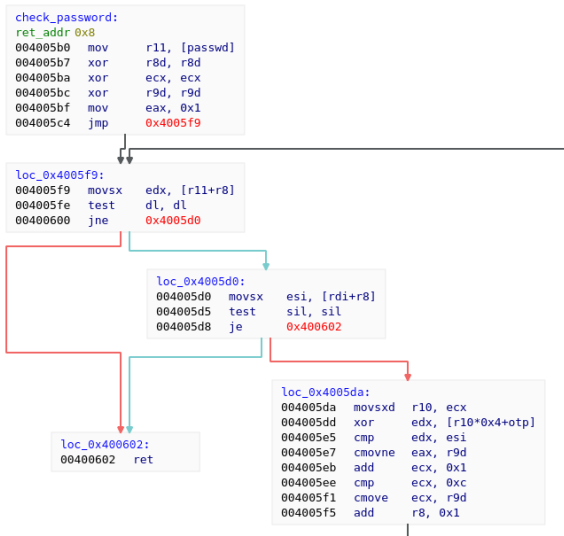 check_password:
ret_addr 0x8
004005b0 mov r11, [passwd]
004005b7 xor r8d, r8d
004005ba xor ecx, ecx
004005bc xor r9d, r9d
004005bf mov eax, 0x1
004005c4 jmp 0x4005f9
loc_0x4005f9:
004005f9 movsx edx, [r11+r8]
004005fe test dl, dl
00400600 jne 0x4005d0
loc_0x4005d0:
004005d0 movsx esi, [rdi+r8]
004005d5 test sil, sil
004005d8 je 0x400602
loc_0x4005da:
004005da movsxd r10, ecx
004005dd xor edx, [r10*0x4+otp]
004005e5 cmp edx, esi
004005e7 cmovne eax, r9d
004005eb add ecx, 0x1
004005ee cmp ecx, 0xc
004005f1 cmove ecx, r9d
004005f5 add r8, 0x1
loc_0x400602:
00400602 ret